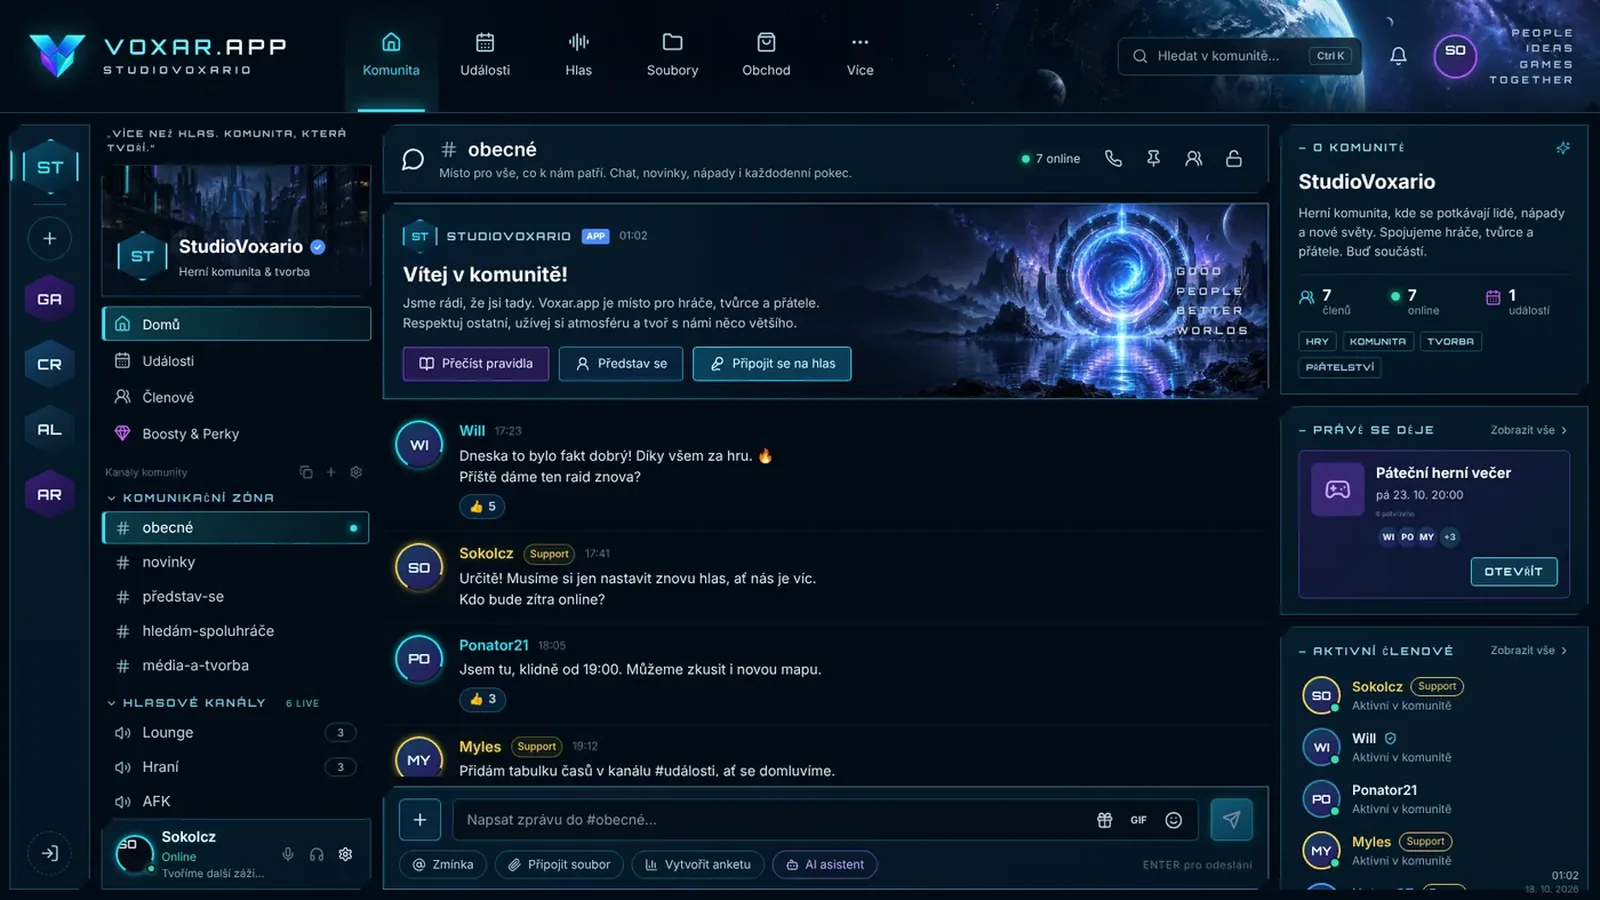 VOXAR.APP
STUDIOVOXARIO
Komunita
Události
Hlas
Soubory
Obchod
Více
Hledat v komunitě...
Ctrl K
SO
PEOPLE
IDEAS
GAMES
TOGETHER
ST
GA
CR
AL
AR
„VÍCE NEŽ HLAS. KOMUNITA, KTERÁ
TVOŘÍ.“
ST
StudioVoxario
Herní komunita & tvorba
Domů
Události
Členové
Boosty & Perky
Kanály komunity
KOMUNIKAČNÍ ZÓNA
# obecné
# novinky
# představ-se
# hledám-spoluhráče
# média-a-tvorba
HLASOVÉ KANÁLY 6 LIVE
Lounge 3
Hraní 3
AFK
SO
Sokolcz
Online
Tvoříme další záži...
# obecné
Místo pro vše, co k nám patří. Chat, novinky, nápady i každodenní pokec.
7 online
ST STUDIOVOXARIO APP 01:02
Vítej v komunitě!
Jsme rádi, že jsi tady. Voxar.app je místo pro hráče, tvůrce a přátele.
Respektuj ostatní, užívej si atmosféru a tvoř s námi něco většího.
Přečíst pravidla
Představ se
Připojit se na hlas
GOOD
PEOPLE
BETTER
WORLDS
WI
Will 17:23
Dneska to bylo fakt dobrý! Díky všem za hru. 🔥
Příště dáme ten raid znova?
👍 5
SO
Sokolcz Support 17:41
Určitě! Musíme si jen nastavit znovu hlas, ať nás je víc.
Kdo bude zítra online?
PO
Ponator21 18:05
Jsem tu, klidně od 19:00. Můžeme zkusit i novou mapu.
👍 3
MY
Myles Support 19:12
Přidám tabulku časů v kanálu #události, ať se domluvíme.
Napsat zprávu do #obecné...
GIF
Zmínka
Připojit soubor
Vytvořit anketu
AI asistent
ENTER pro odeslání
– O KOMUNITĚ
StudioVoxario
Herní komunita, kde se potkávají lidé, nápady
a nové světy. Spojujeme hráče, tvůrce a
přátele. Buď součástí.
7 členů
7 online
1 událostí
HRY
KOMUNITA
TVORBA
PŘÁTELSTVÍ
– PRÁVĚ SE DĚJE
Zobrazit vše
Páteční herní večer
pá 23. 10. 20:00
WI PO MY +3
OTEVŘÍT
– AKTIVNÍ ČLENOVÉ
Zobrazit vše
SO
Sokolcz Support
Aktivní v komunitě
WI
Will
Aktivní v komunitě
PO
Ponator21
Aktivní v komunitě
MY
Myles Support
Aktivní v komunitě
01:02
18. 10. 2026